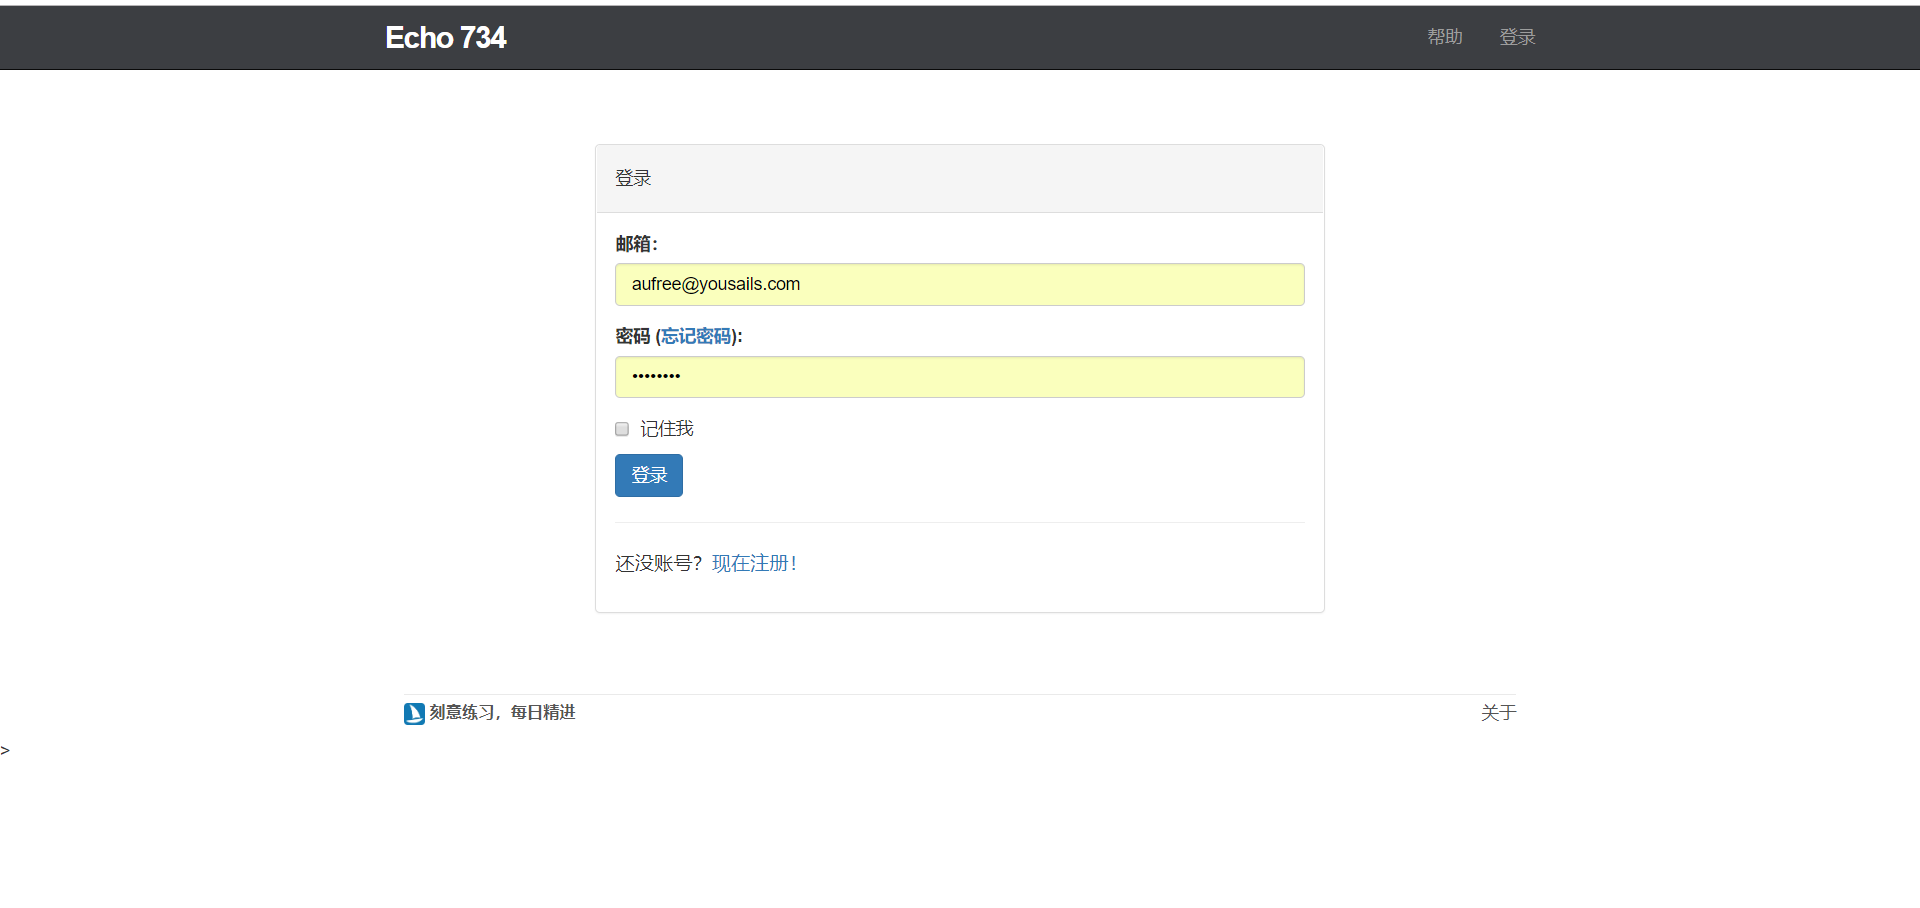 Echo 734 帮助 登录
登录
邮箱：
aufree@yousails.com
密码 (忘记密码):
••••••••
记住我
登录
还没账号？现在注册！
刻意练习，每日精进 关于
>